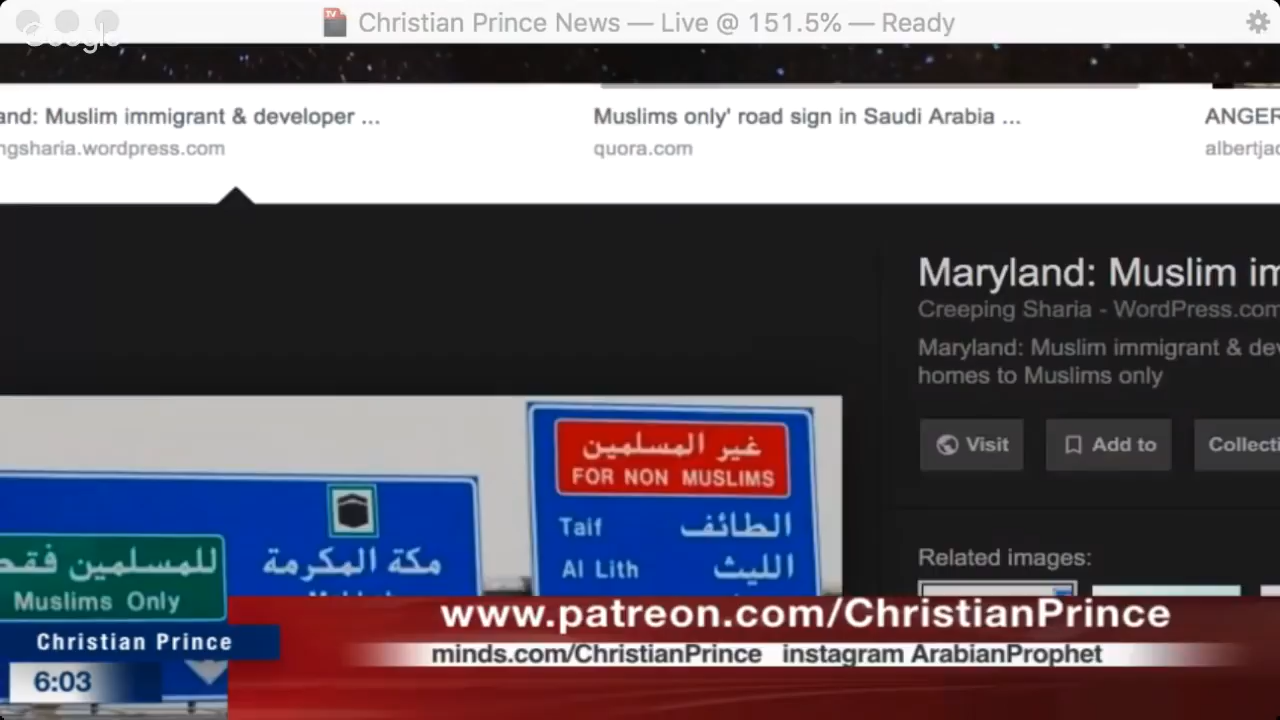 Christian Prince News — Live @ 151.5% — Ready
Google
and: Muslim immigrant & developer ...
ngsharia.wordpress.com
Muslims only' road sign in Saudi Arabia ...
quora.com
ANGER
albertjac
Maryland: Muslim im
Creeping Sharia - WordPress.com
Maryland: Muslim immigrant & dev
homes to Muslims only
Visit
Add to
Collecti
Related images:
غير المسلمين
FOR NON MUSLIMS
Taif الطائف
Al Lith الليث
للمسلمين فقط
Muslims Only
مكة المكرمة
www.patreon.com/ChristianPrince
minds.com/ChristianPrince instagram ArabianProphet
Christian Prince
6:03